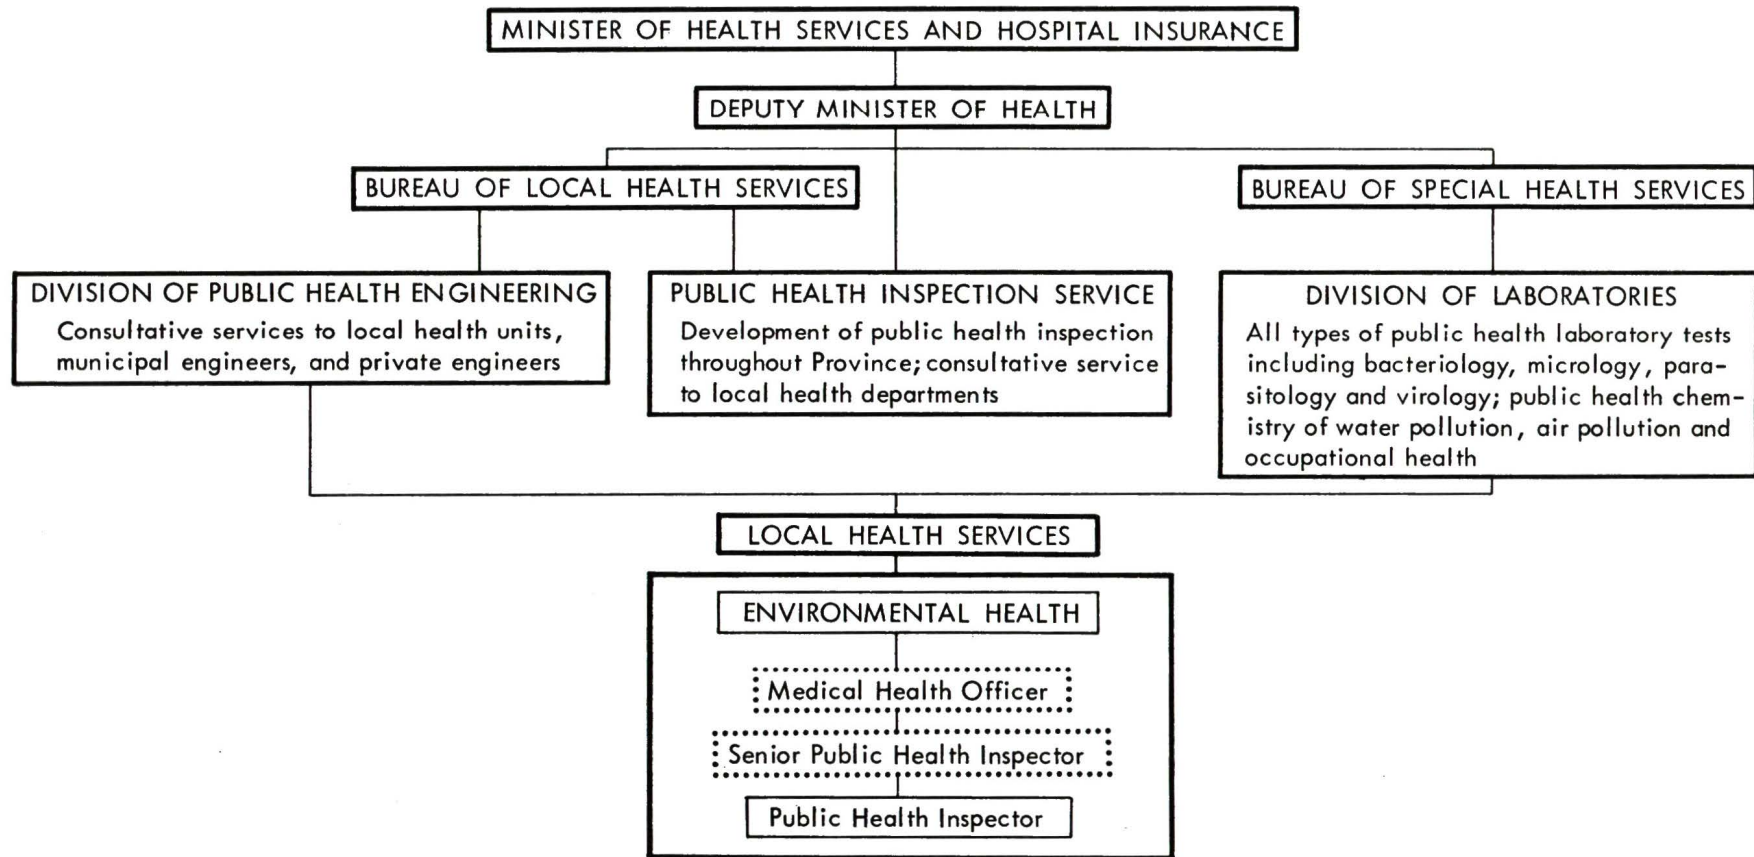 MINISTER OF HEALTH SERVICES AND HOSPITAL INSURANCE
DEPUTY MINISTER OF HEALTH
BUREAU OF LOCAL HEALTH SERVICES
BUREAU OF SPECIAL HEALTH SERVICES
DIVISION OF PUBLIC HEALTH ENGINEERING
Consultative services to local health units,
municipal engineers, and private engineers
PUBLIC HEALTH INSPECTION SERVICE
Development of public health inspection
throughout Province; consultative service
to local health departments
DIVISION OF LABORATORIES
All types of public health laboratory tests
including bacteriology, micrology, para-
sitology and virology; public health chem-
istry of water pollution, air pollution and
occupational health
LOCAL HEALTH SERVICES
ENVIRONMENTAL HEALTH
Medical Health Officer
Senior Public Health Inspector
Public Health Inspector